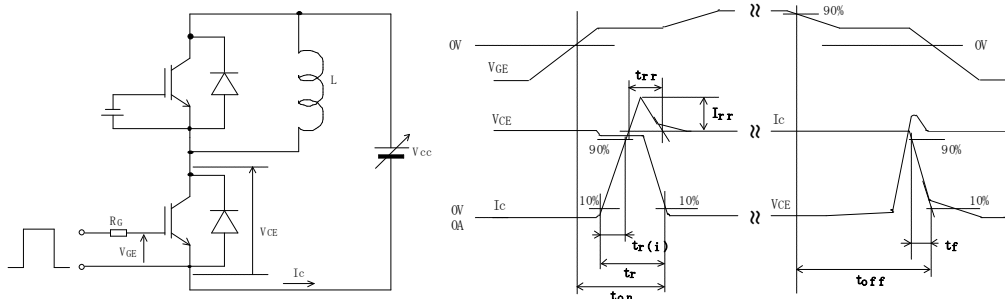 L
Vcc
RG
VGE
VCE
Ic
0V
90%
0V
VGE
trr
Irr
VCE
Ic
90%
90%
0V
0A
Ic
10%
10%
VCE
10%
tr(i)
tf
tr
toff
ton